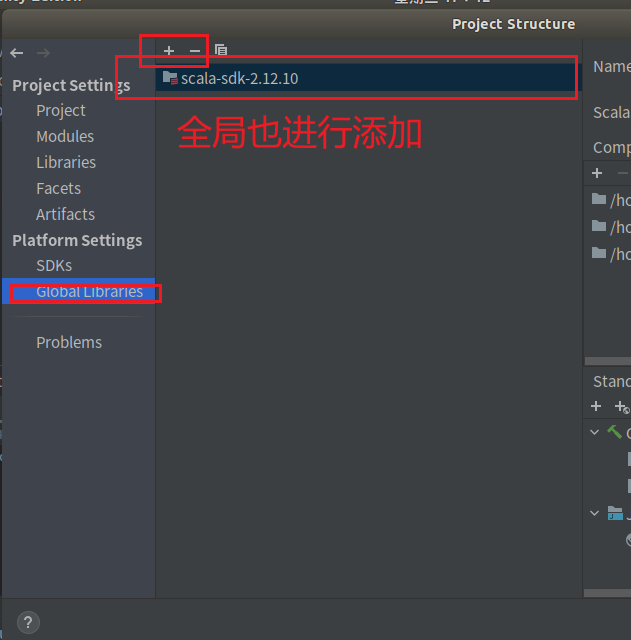 Project Structure
Project Settings
Project
Modules
Libraries
Facets
Artifacts
Platform Settings
SDKs
Global Libraries
Problems
scala-sdk-2.12.10
全局也进行添加
Name
Scala
Comp
/ho
/ho
/ho
Stand
?